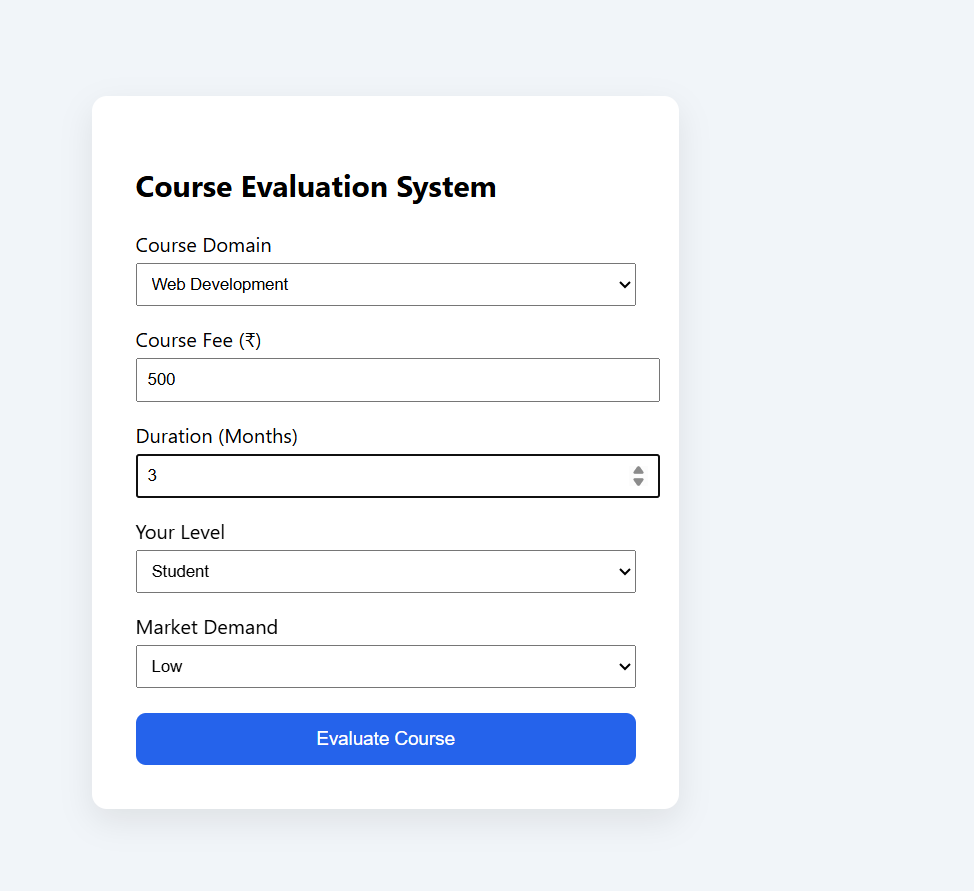 Course Evaluation System
Course Domain
Web Development
Course Fee (₹)
500
Duration (Months)
3
Your Level
Student
Market Demand
Low
Evaluate Course